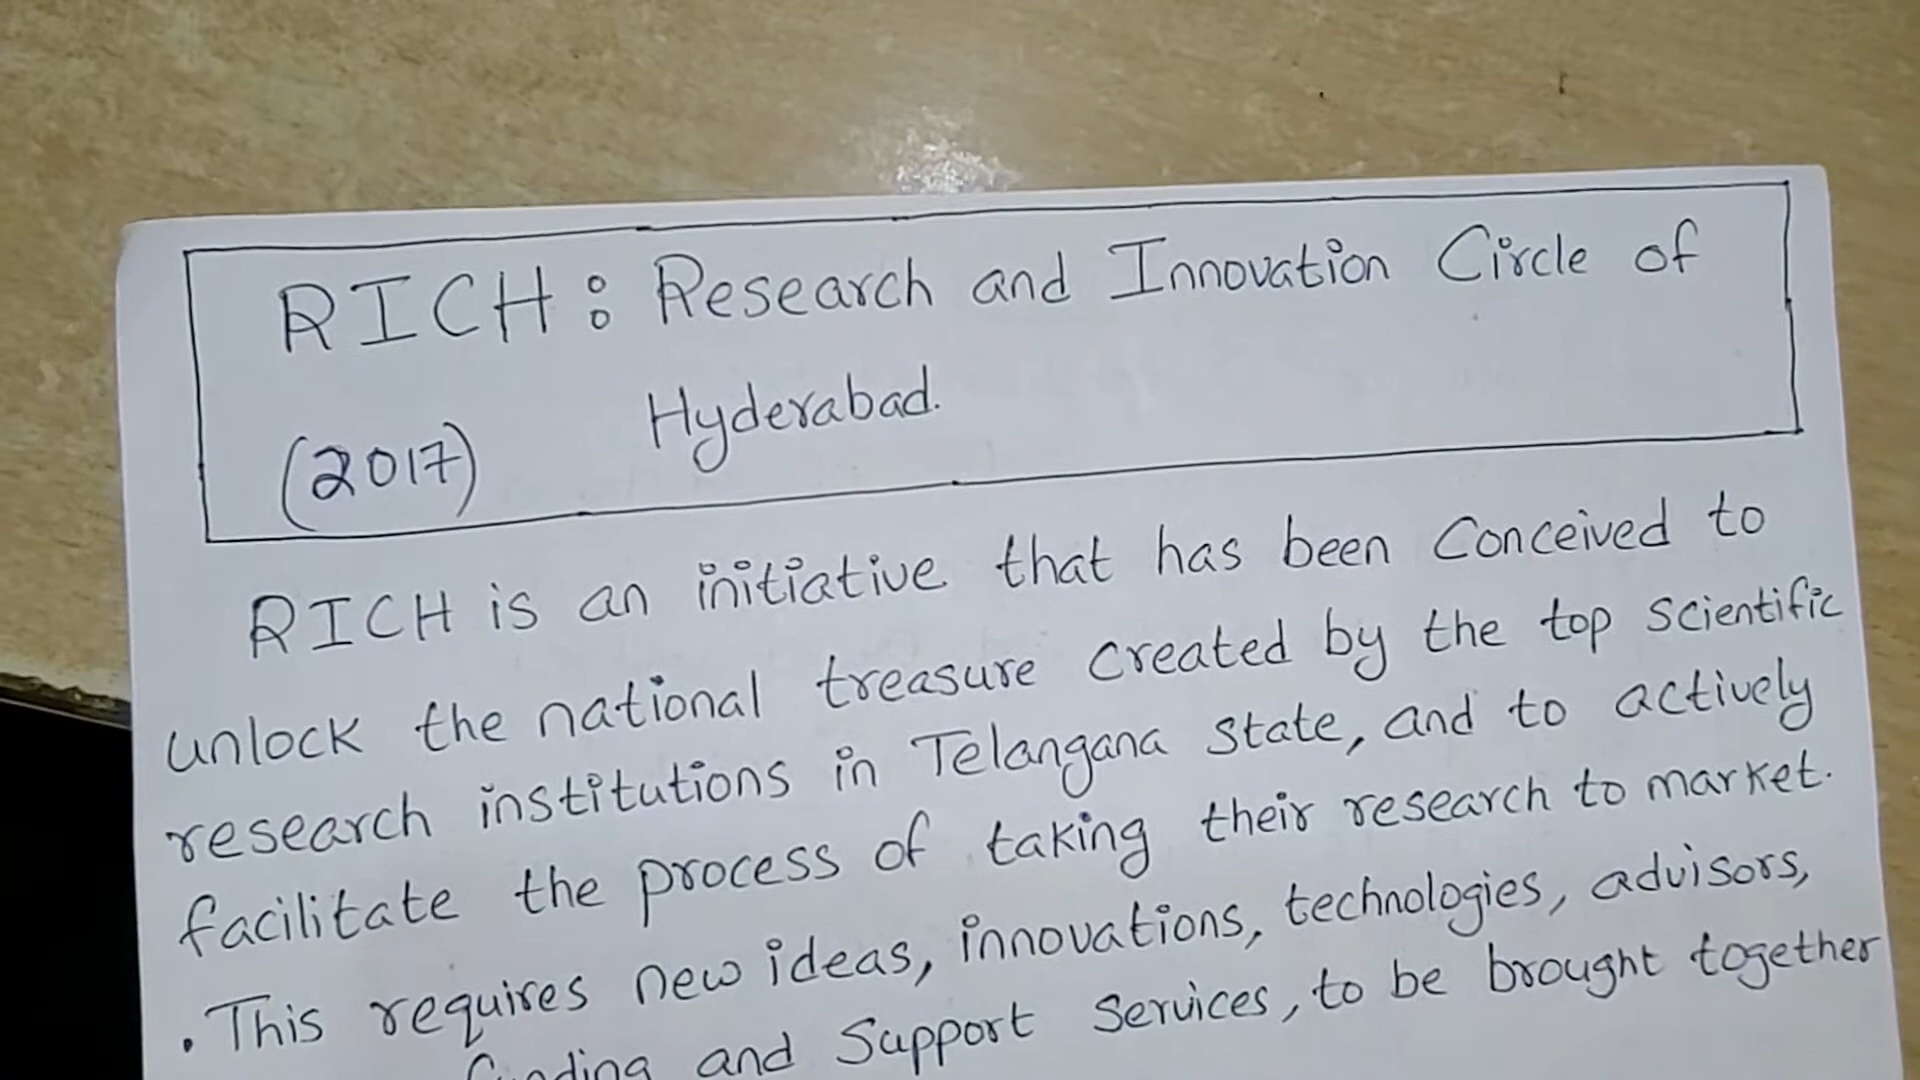 RICH: Research and Innovation Circle of
(2017) Hyderabad.
RICH is an initiative that has been conceived to
unlock the national treasure created by the top scientific
research institutions in Telangana state, and to actively
facilitate the process of taking their research to market.
. This requires new ideas, innovations, technologies, advisors,
funding and support services, to be brought together